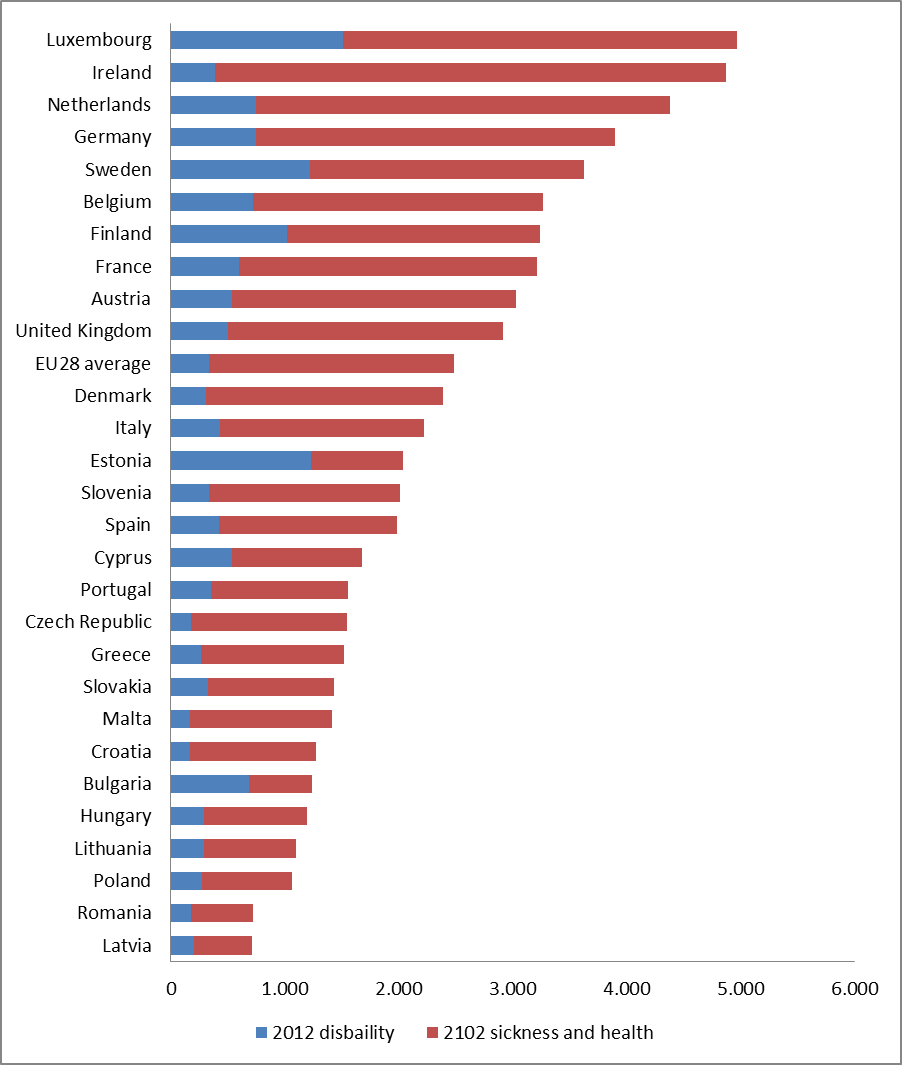 Luxembourg
Ireland
Netherlands
Germany
Sweden
Belgium
Finland
France
Austria
United Kingdom
EU28 average
Denmark
Italy
Estonia
Slovenia
Spain
Cyprus
Portugal
Czech Republic
Greece
Slovakia
Malta
Croatia
Bulgaria
Hungary
Lithuania
Poland
Romania
Latvia
0 1.000 2.000 3.000 4.000 5.000 6.000
2012 disbaility 2102 sickness and health